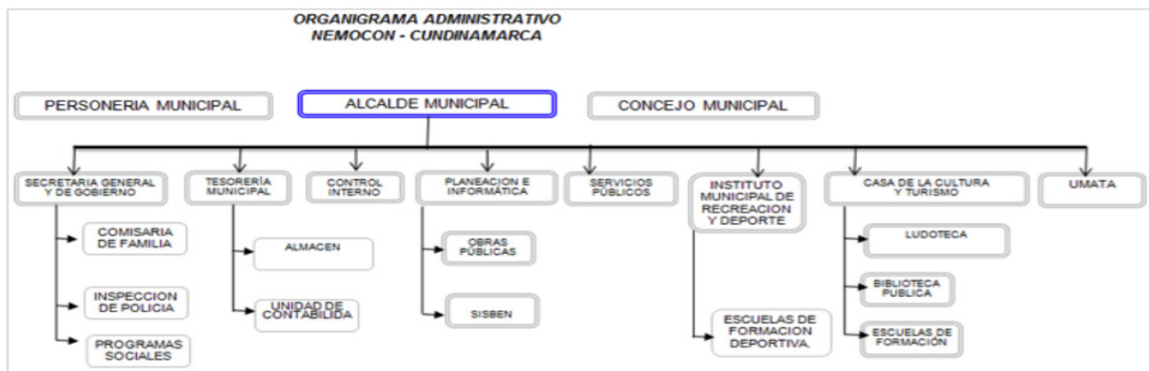 ORGANIGRAMA ADMINISTRATIVO
NEMOCON - CUNDINAMARCA
PERSONERIA MUNICIPAL
ALCALDE MUNICIPAL
CONCEJO MUNICIPAL
SECRETARIA GENERAL
Y DE GOBIERNO
TESORERÍA
MUNICIPAL
CONTROL
INTERNO
PLANEACION E
INFORMÁTICA
SERVICIOS
PÚBLICOS
INSTITUTO
MUNICIPAL DE
RECREACION
Y DEPORTE
CASA DE LA CULTURA
Y TURISMO
UMATA
COMISARIA
DE FAMILIA
INSPECCION
DE POLICIA
PROGRAMAS
SOCIALES
ALMACEN
UNIDAD DE
CONTABILIDA
OBRAS
PÚBLICAS
SISBEN
ESCUELAS DE
FORMACION
DEPORTIVA.
LUDOTECA
BIBLIOTECA
PUBLICA
ESCUELAS DE
FORMACIÓN